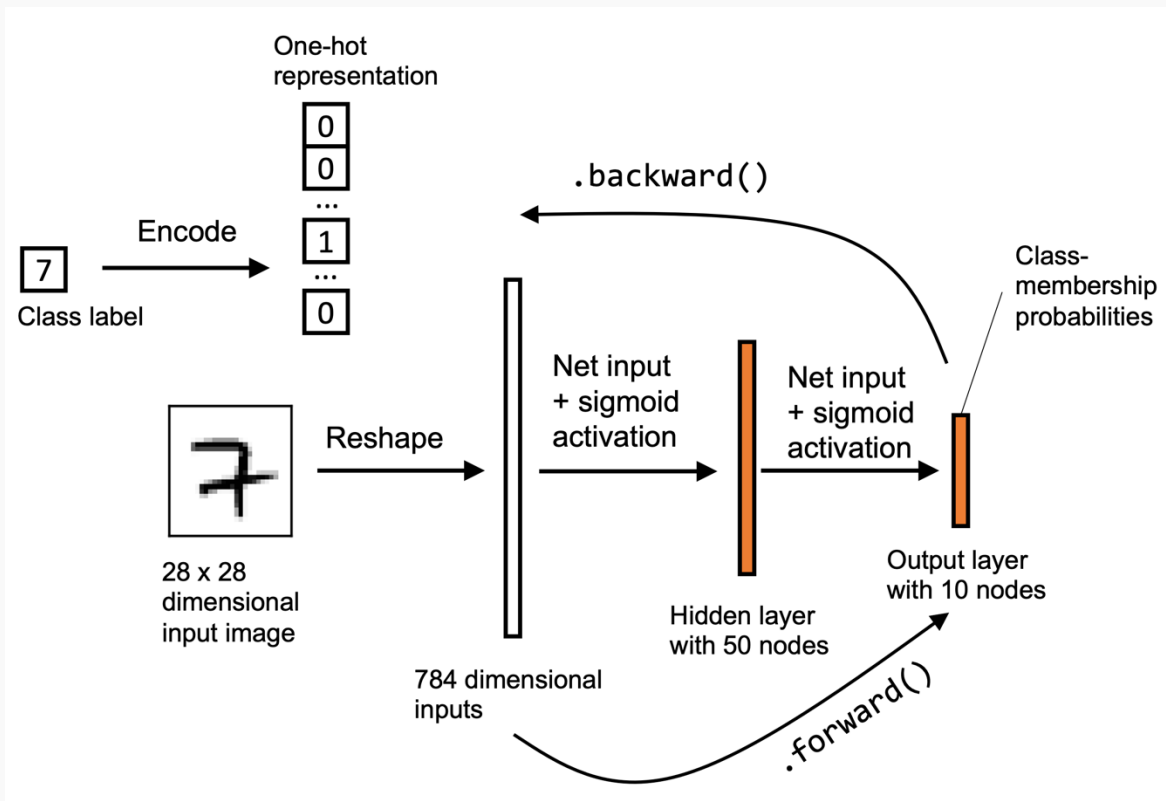 One-hot
representation
0
0
...
1
...
0
Encode
7
Class label
.backward()
Class-
membership
probabilities
Net input
+ sigmoid
activation
Net input
+ sigmoid
activation
Reshape
28 x 28
dimensional
input image
784 dimensional
inputs
Hidden layer
with 50 nodes
Output layer
with 10 nodes
.forward()